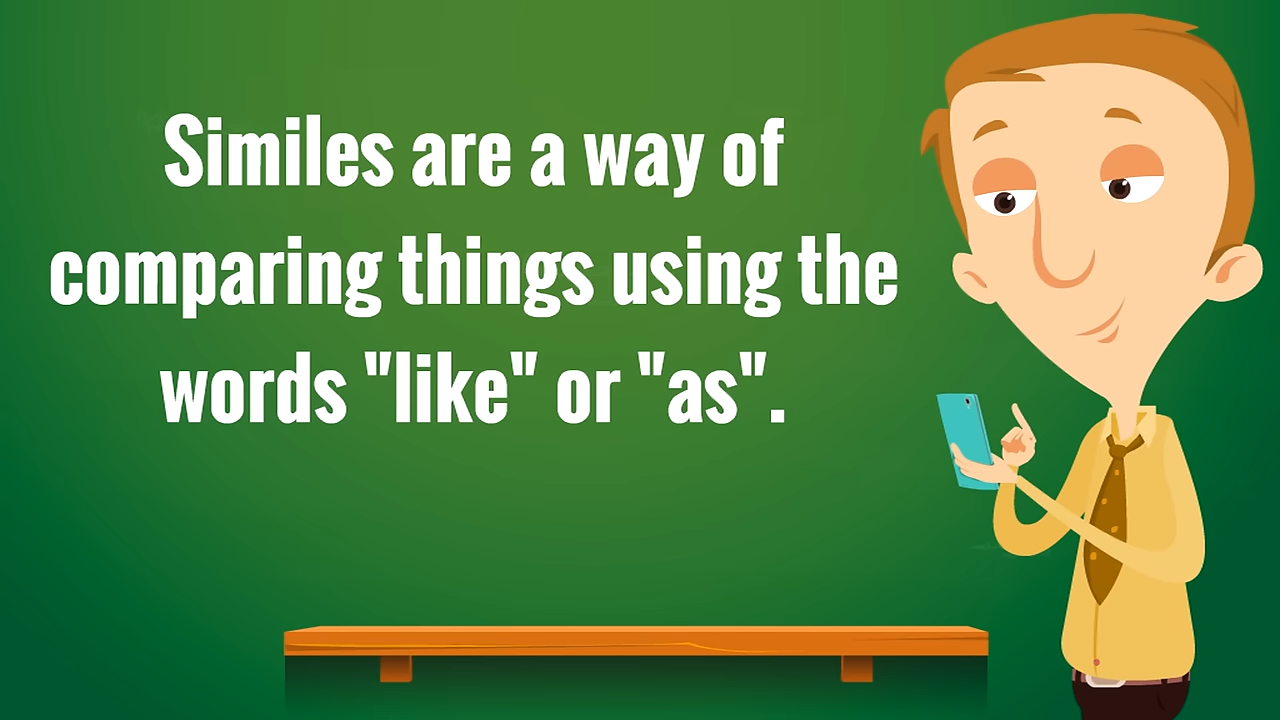 Similes are a way of
comparing things using the
words "like" or "as".